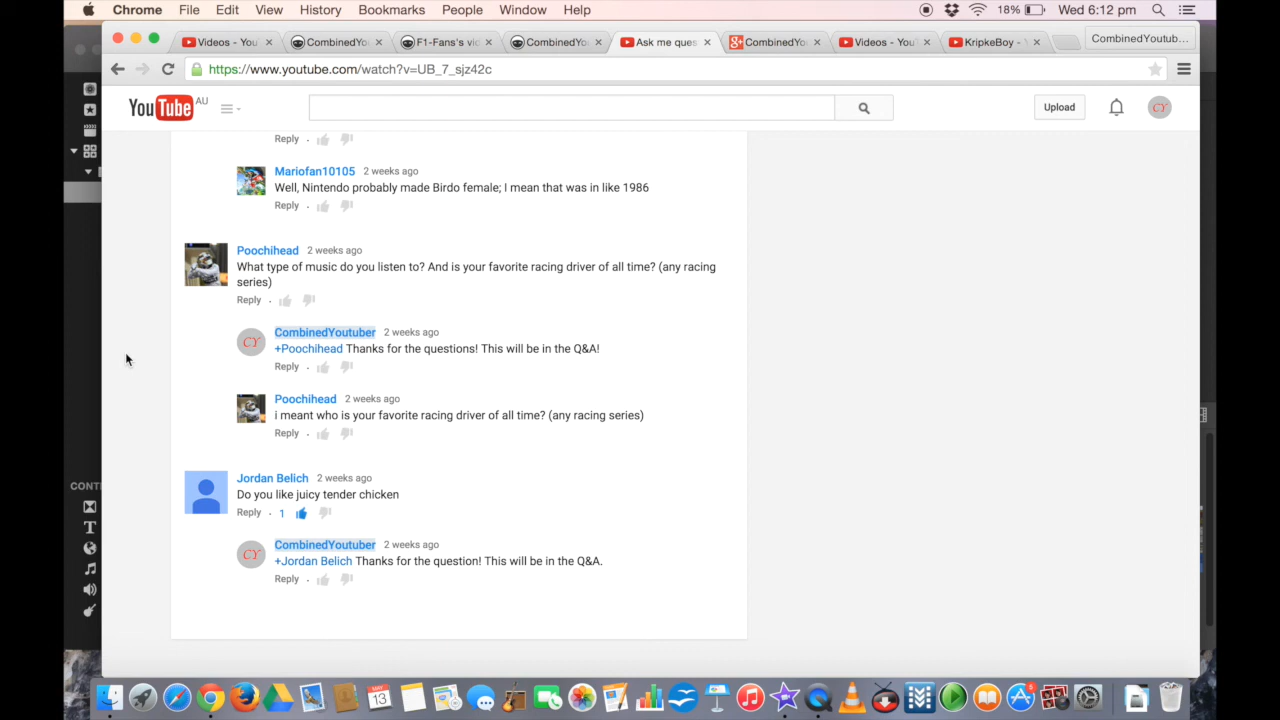 Chrome File Edit View History Bookmarks People Window Help 18% Wed 6:12 pm
Videos - You CombinedYo F1-Fans's vi CombinedYo Ask me ques CombinedYo Videos - You KripkeBoy - CombinedYoutub...
https://www.youtube.com/watch?v=UB_7_sjz42c
YouTube AU Upload CY
Reply
Mariofan10105 2 weeks ago
Well, Nintendo probably made Birdo female; I mean that was in like 1986
Reply
Poochihead 2 weeks ago
What type of music do you listen to? And is your favorite racing driver of all time? (any racing
series)
Reply
CombinedYoutuber 2 weeks ago
CY
+Poochihead Thanks for the questions! This will be in the Q&A!
Reply
Poochihead 2 weeks ago
i meant who is your favorite racing driver of all time? (any racing series)
Reply
Jordan Belich 2 weeks ago
Do you like juicy tender chicken
Reply 1
CombinedYoutuber 2 weeks ago
CY
+Jordan Belich Thanks for the question! This will be in the Q&A.
Reply
CONT
T
MAY
13
5